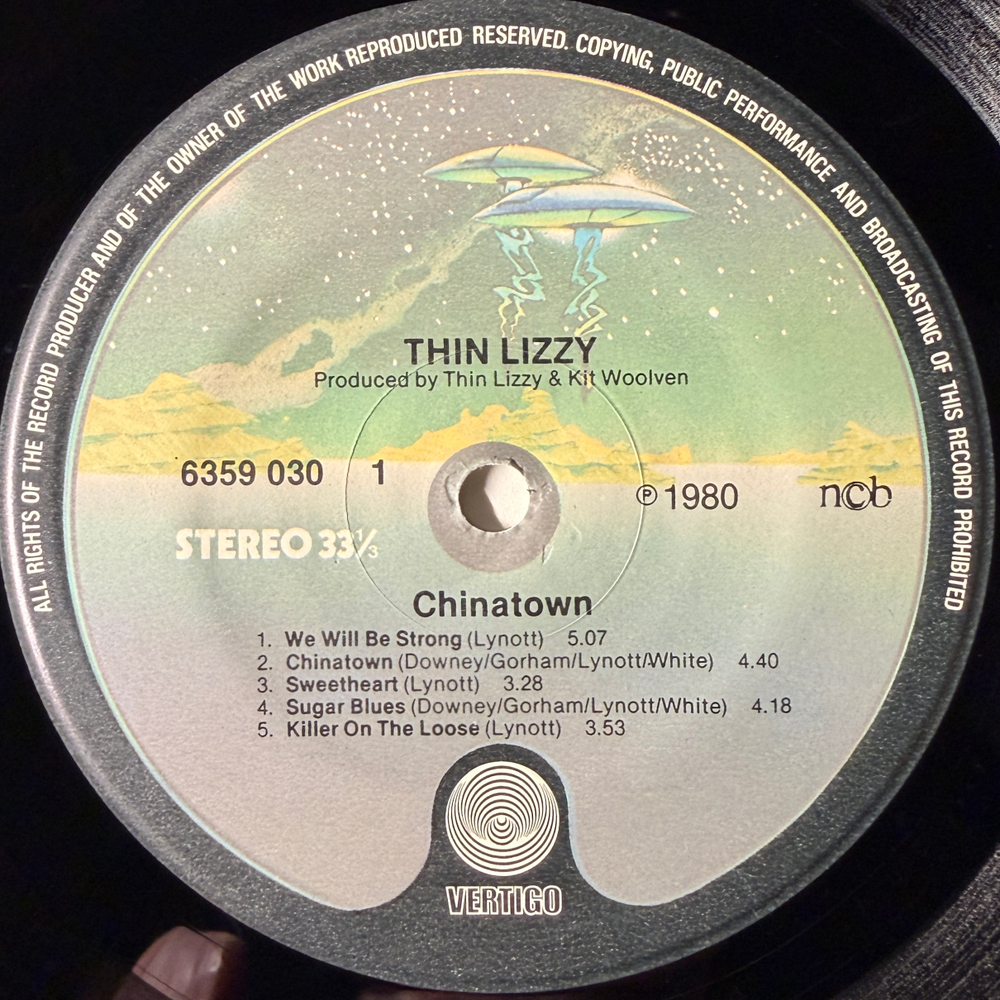 ALL RIGHTS OF THE RECORD PRODUCER AND OF THE OWNER OF THE WORK REPRODUCED RESERVED. COPYING, PUBLIC PERFORMANCE AND BROADCASTING OF THIS RECORD PROHIBITED
THIN LIZZY
Produced by Thin Lizzy & Kit Woolven
6359 030 1
℗ 1980 n©b
STEREO 33⅓
Chinatown
1. We Will Be Strong (Lynott) 5.07
2. Chinatown (Downey/Gorham/Lynott/White) 4.40
3. Sweetheart (Lynott) 3.28
4. Sugar Blues (Downey/Gorham/Lynott/White) 4.18
5. Killer On The Loose (Lynott) 3.53
VERTIGO